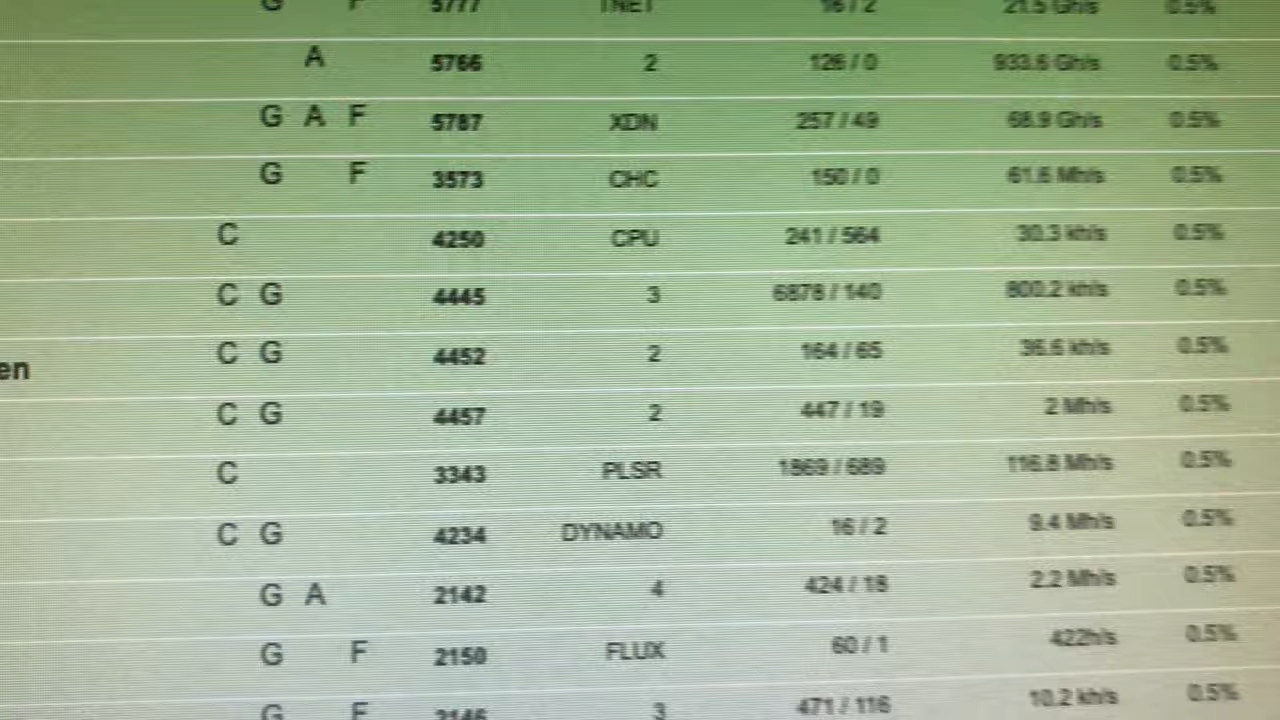 G F 5777 TNET 16 / 2 21.5 Gh/s 0.5%
A 5766 2 126 / 0 933.6 Gh/s 0.5%
G A F 5787 XDN 257 / 49 68.9 Gh/s 0.5%
G F 3573 CHC 150 / 0 61.6 Mh/s 0.5%
C 4250 CPU 241 / 564 30.3 kh/s 0.5%
C G 4445 3 6878 / 140 800.2 kh/s 0.5%
en C G 4452 2 164 / 65 36.6 kh/s 0.5%
C G 4457 2 447 / 19 2 Mh/s 0.5%
C 3343 PLSR 1869 / 689 116.8 Mh/s 0.5%
C G 4234 DYNAMO 16 / 2 9.4 Mh/s 0.5%
G A 2142 4 424 / 18 2.2 Mh/s 0.5%
G F 2150 FLUX 60 / 1 422h/s 0.5%
G F 2146 3 471 / 116 10.2 kh/s 0.5%